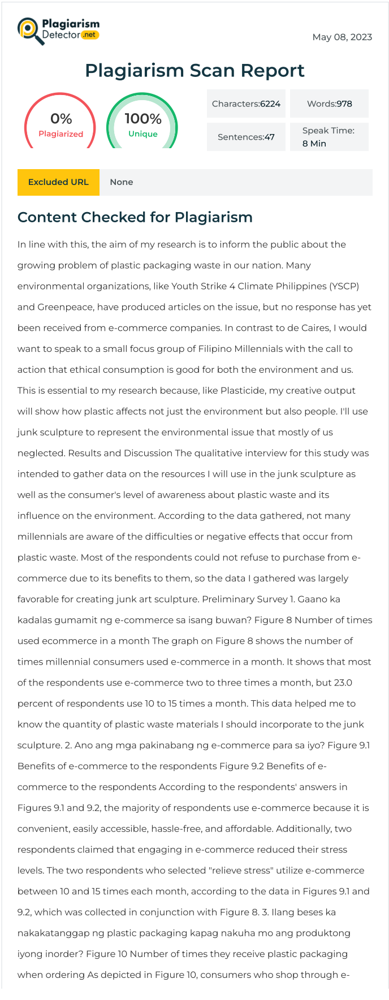 Plagiarism
Detector .net
May 08, 2023
Plagiarism Scan Report
0%
Plagiarized
100%
Unique
Characters:6224
Words:978
Sentences:47
Speak Time:
8 Min
Excluded URL
None
Content Checked for Plagiarism
In line with this, the aim of my research is to inform the public about the
growing problem of plastic packaging waste in our nation. Many
environmental organizations, like Youth Strike 4 Climate Philippines (YSCP)
and Greenpeace, have produced articles on the issue, but no response has yet
been received from e-commerce companies. In contrast to de Caires, I would
want to speak to a small focus group of Filipino Millennials with the call to
action that ethical consumption is good for both the environment and us.
This is essential to my research because, like Plasticide, my creative output
will show how plastic affects not just the environment but also people. I'll use
junk sculpture to represent the environmental issue that mostly of us
neglected. Results and Discussion The qualitative interview for this study was
intended to gather data on the resources I will use in the junk sculpture as
well as the consumer's level of awareness about plastic waste and its
influence on the environment. According to the data gathered, not many
millennials are aware of the difficulties or negative effects that occur from
plastic waste. Most of the respondents could not refuse to purchase from e-
commerce due to its benefits to them, so the data I gathered was largely
favorable for creating junk art sculpture. Preliminary Survey 1. Gaano ka
kadalas gumamit ng e-commerce sa isang buwan? Figure 8 Number of times
used ecommerce in a month The graph on Figure 8 shows the number of
times millennial consumers used e-commerce in a month. It shows that most
of the respondents use e-commerce two to three times a month, but 23.0
percent of respondents use 10 to 15 times a month. This data helped me to
know the quantity of plastic waste materials I should incorporate to the junk
sculpture. 2. Ano ang mga pakinabang ng e-commerce para sa iyo? Figure 9.1
Benefits of e-commerce to the respondents Figure 9.2 Benefits of e-
commerce to the respondents According to the respondents' answers in
Figures 9.1 and 9.2, the majority of respondents use e-commerce because it is
convenient, easily accessible, hassle-free, and affordable. Additionally, two
respondents claimed that engaging in e-commerce reduced their stress
levels. The two respondents who selected "relieve stress" utilize e-commerce
between 10 and 15 times each month, according to the data in Figures 9.1 and
9.2, which was collected in conjunction with Figure 8. 3. Ilang beses ka
nakakatanggap ng plastic packaging kapag nakuha mo ang produktong
iyong inorder? Figure 10 Number of times they receive plastic packaging
when ordering As depicted in Figure 10, consumers who shop through e-